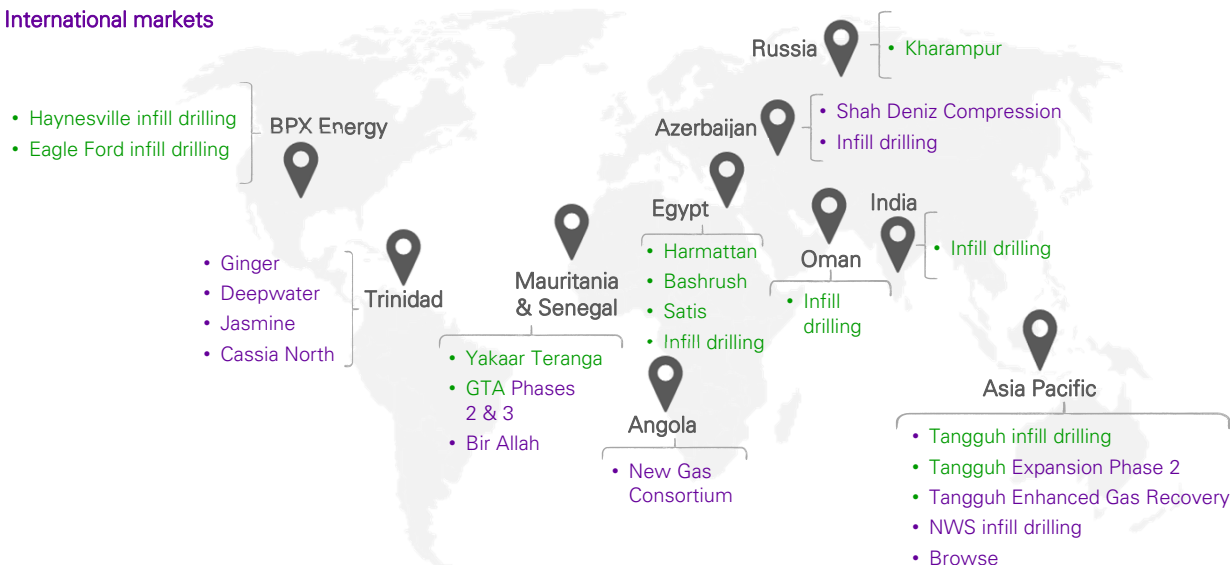 International markets
Russia
• Kharampur
• Haynesville infill drilling
• Eagle Ford infill drilling
BPX Energy
Azerbaijan
• Shah Deniz Compression
• Infill drilling
Egypt
• Harmattan
• Bashrush
• Satis
• Infill drilling
India
• Infill drilling
Oman
• Infill
drilling
• Ginger
• Deepwater
• Jasmine
• Cassia North
Trinidad
Mauritania
& Senegal
• Yakaar Teranga
• GTA Phases
2 & 3
• Bir Allah
Angola
• New Gas
Consortium
Asia Pacific
• Tangguh infill drilling
• Tangguh Expansion Phase 2
• Tangguh Enhanced Gas Recovery
• NWS infill drilling
• Browse